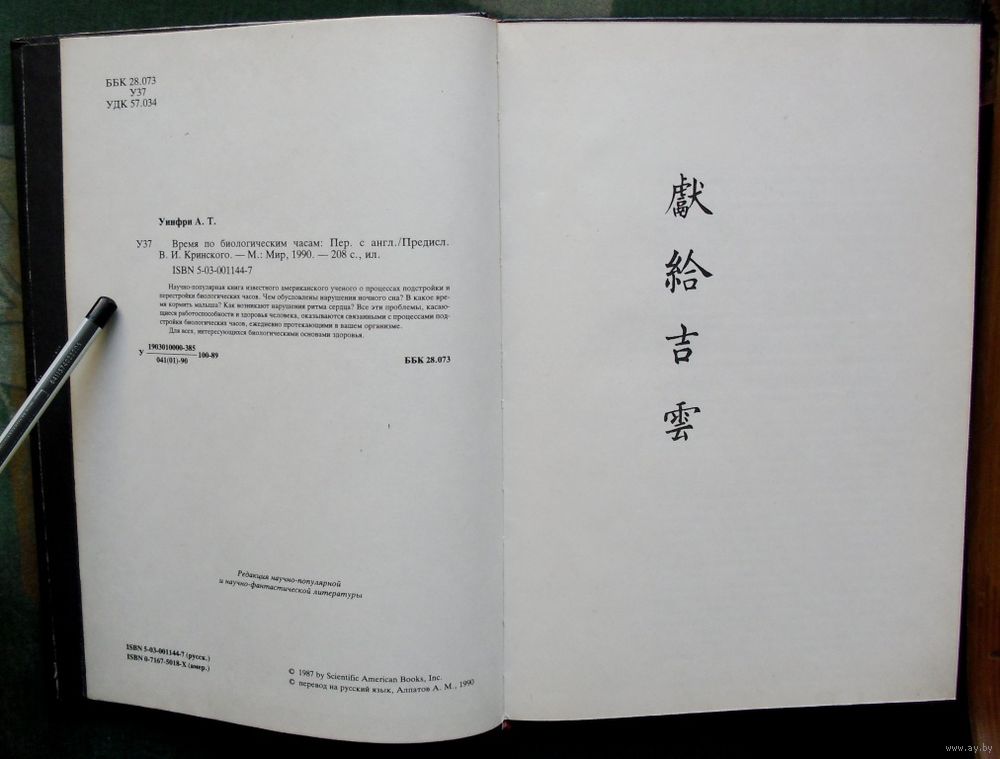 ББК 28.073
У37
УДК 57.034
Уинфри А. Т.
У37 Время по биологическим часам: Пер. с англ./Предисл.
В. И. Кринского. — М.: Мир, 1990. — 208 с., ил.
ISBN 5-03-001144-7
Научно-популярная книга известного американского ученого о процессах подстройки и
перестройки биологических часов. Чем обусловлены нарушения ночного сна? В какое вре-
мя кормить малыша? Как возникают нарушения ритма сердца? Все эти проблемы, касаю-
щиеся работоспособности и здоровья человека, оказываются связанными с процессами под-
стройки биологических часов, ежедневно протекающими в вашем организме.
Для всех, интересующихся биологическими основами здоровья.
У 1903010000-385
041(01)-90 100-89
ББК 28.073
Редакция научно-популярной
и научно-фантастической литературы
ISBN 5-03-001144-7 (русск.)
ISBN 0-7167-5018-X (амер.)
© 1987 by Scientific American Books, Inc.
© перевод на русский язык, Алпатов А. М., 1990
獻給吉雲
www.ay.by